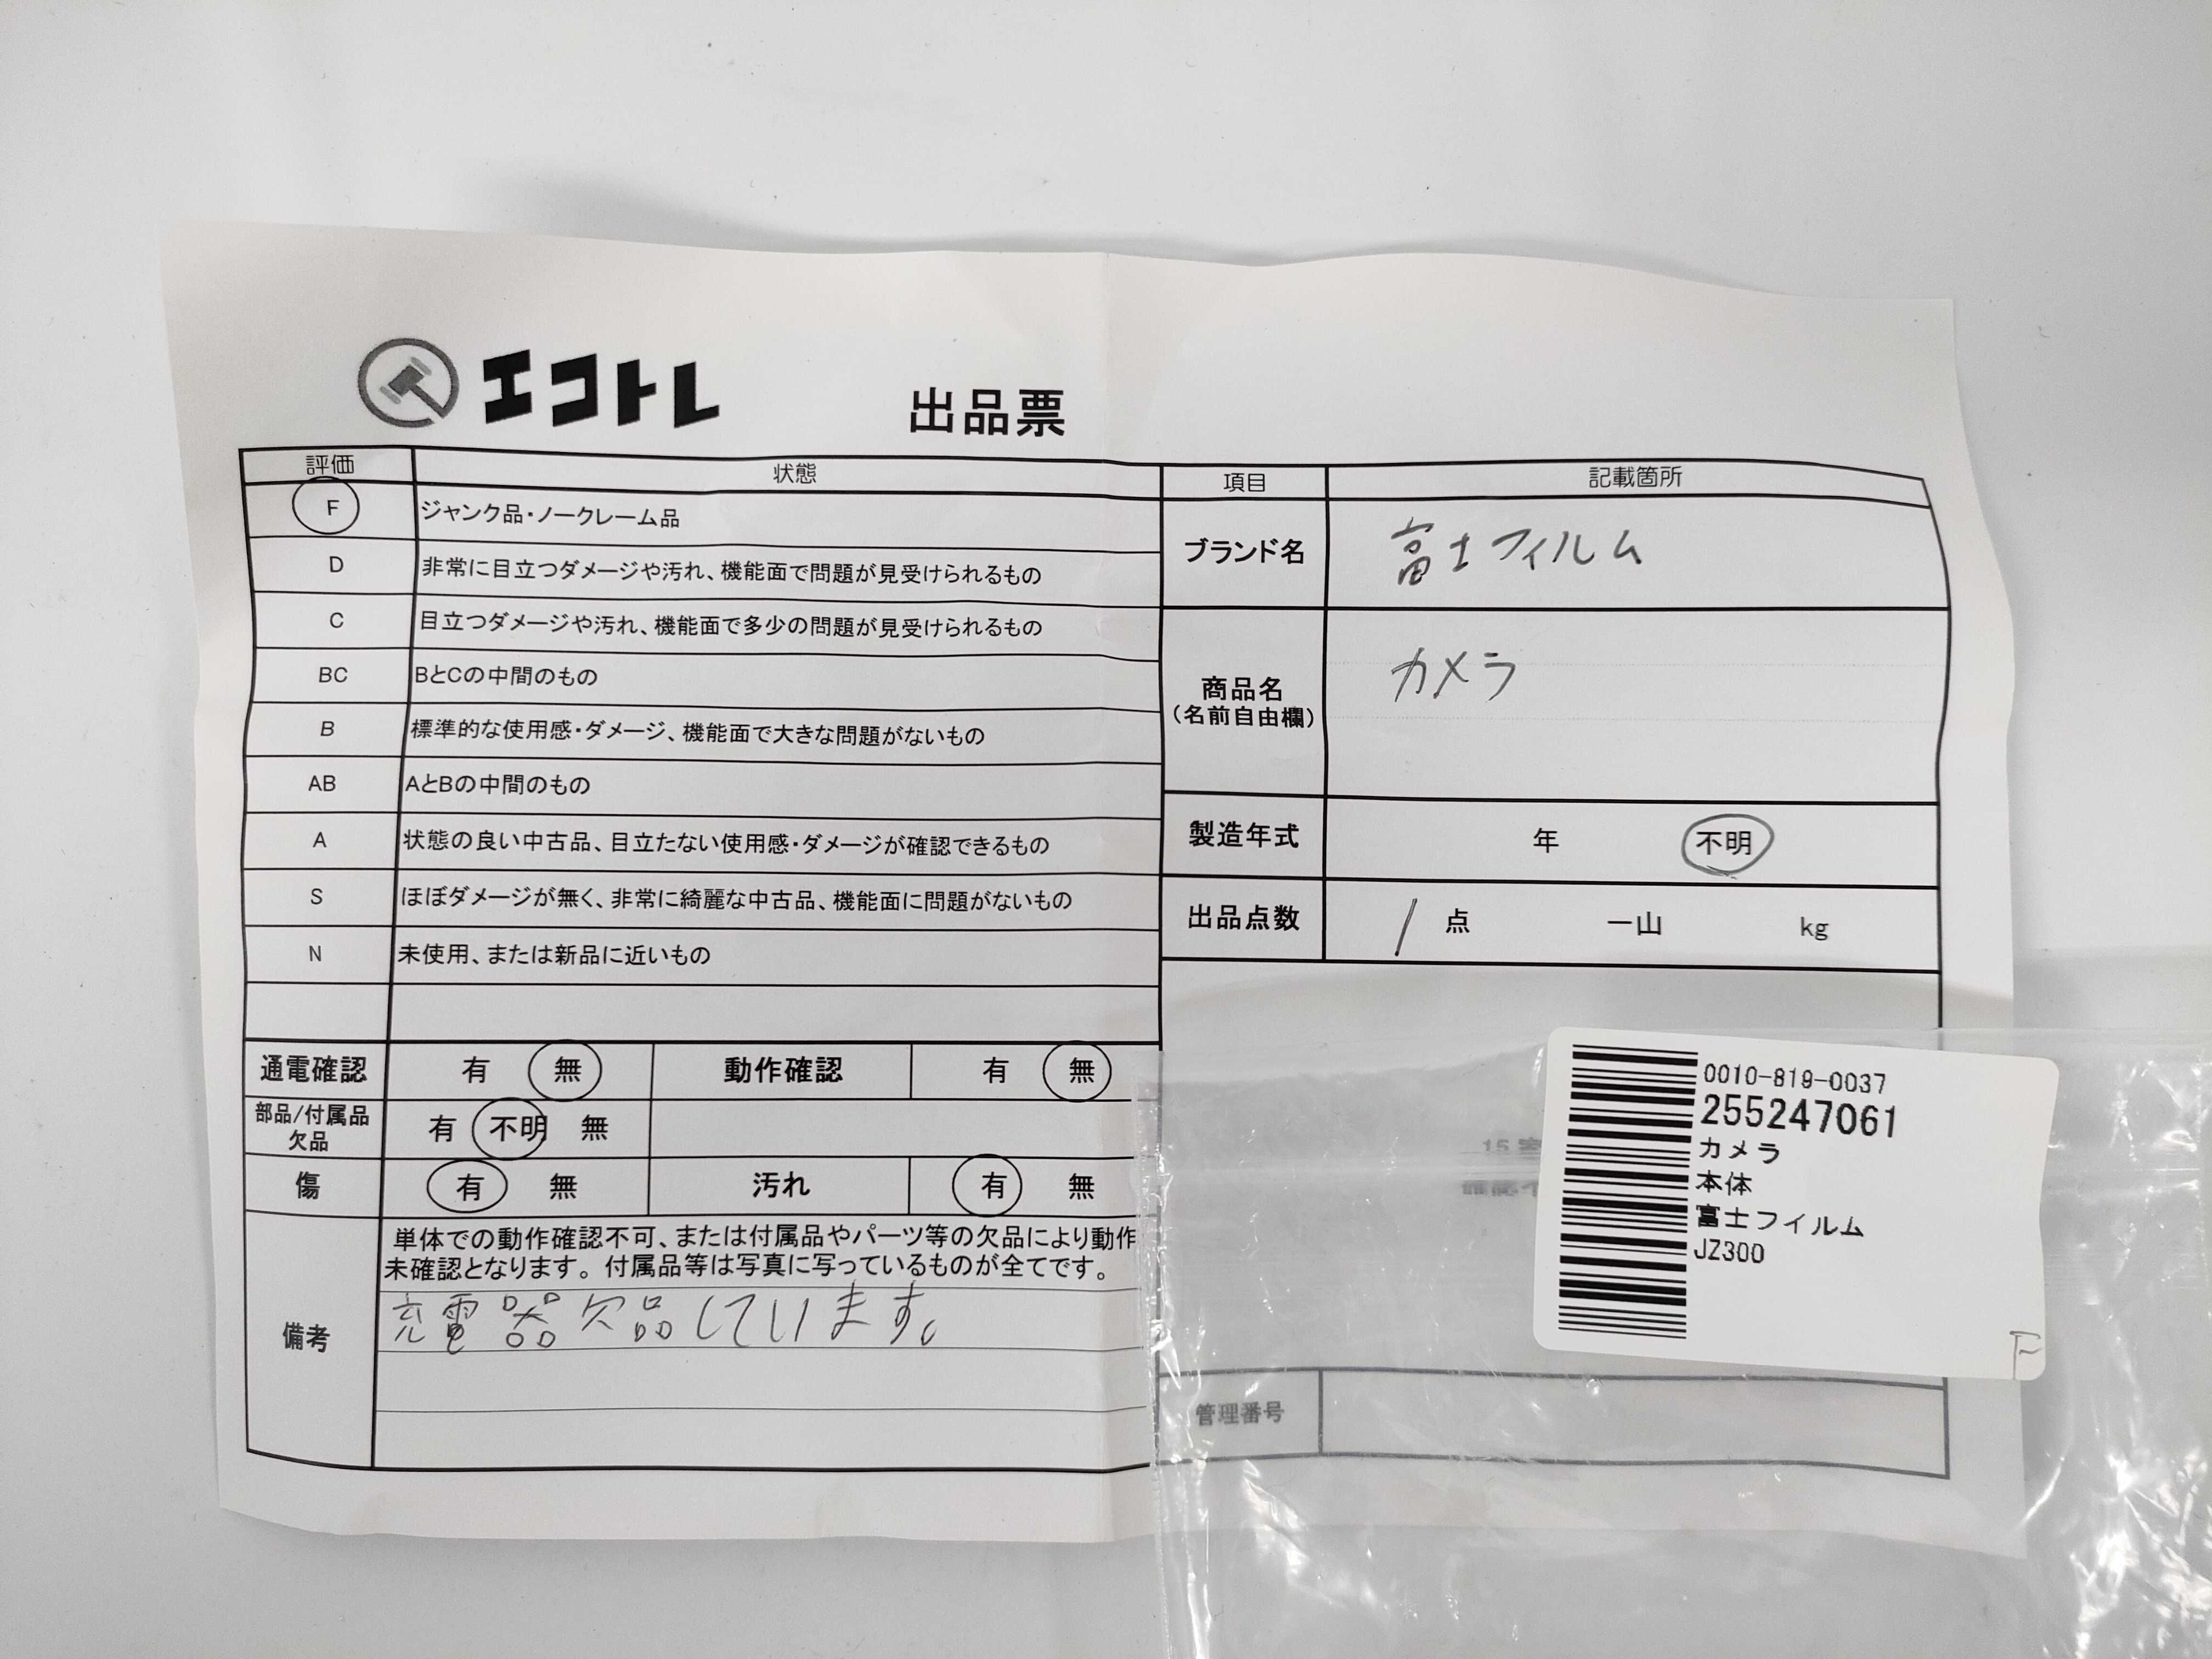 エコトレ
出品票
評価 状態
F ジャンク品・ノークレーム品
D 非常に目立つダメージや汚れ、機能面で問題が見受けられるもの
C 目立つダメージや汚れ、機能面で多少の問題が見受けられるもの
BC BとCの中間のもの
B 標準的な使用感・ダメージ、機能面で大きな問題がないもの
AB AとBの中間のもの
A 状態の良い中古品、目立たない使用感・ダメージが確認できるもの
S ほぼダメージが無く、非常に綺麗な中古品、機能面に問題がないもの
N 未使用、または新品に近いもの
通電確認 有 無 動作確認 有 無
部品/付属品
欠品 有 不明 無
傷 有 無 汚れ 有 無
備考
単体での動作確認不可、または付属品やパーツ等の欠品により動作
未確認となります。付属品等は写真に写っているものが全てです。
充電器欠品しています。
項目 記載箇所
ブランド名 富士フィルム
商品名
(名前自由欄) カメラ
製造年式 年 不明
出品点数 1 点 一山 kg
管理番号
0010-819-0037
255247061
カメラ
本体
富士フィルム
JZ300
F